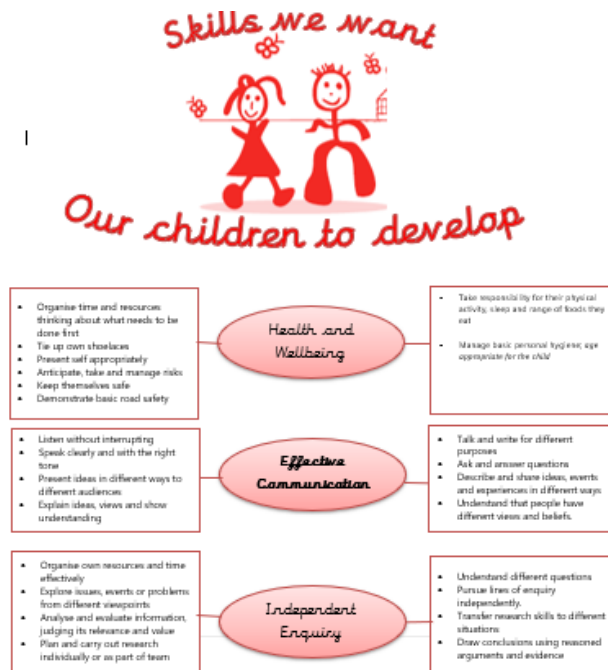 Skills we want
Our children to develop
• Organise time and resources
thinking about what needs to be
done first
• Tie up own shoelaces
• Present self appropriately
• Anticipate, take and manage risks
• Keep themselves safe
• Demonstrate basic road safety
Health and
Wellbeing
- Take responsibility for their physical
activity, sleep and range of foods they
eat
- Manage basic personal hygiene; age
appropriate for the child
• Listen without interrupting
• Speak clearly and with the right
tone
• Present ideas in different ways to
different audiences
• Explain ideas, views and show
understanding
Effective
Communication
• Talk and write for different
purposes
• Ask and answer questions
• Describe and share ideas, events
and experiences in different ways
• Understand that people have
different views and beliefs.
• Organise own resources and time
effectively
• Explore issues, events or problems
from different viewpoints
• Analyse and evaluate information,
judging its relevance and value
• Plan and carry out research
individually or as part of team
Independent
Enquiry
• Understand different questions
• Pursue lines of enquiry
independently.
• Transfer research skills to different
situations
• Draw conclusions using reasoned
arguments and evidence